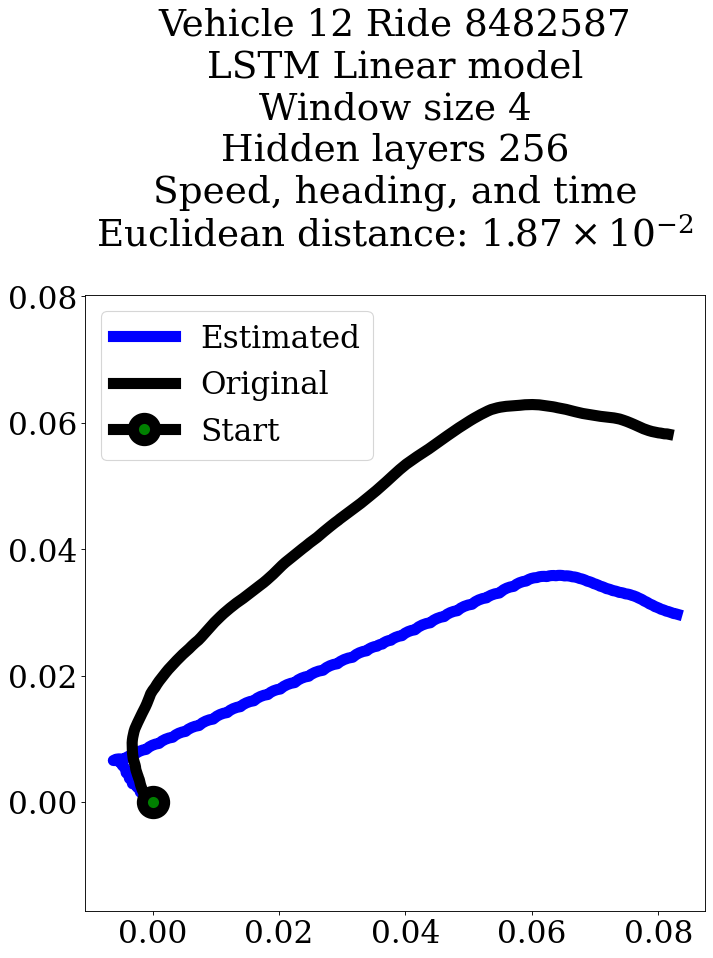 Vehicle 12 Ride 8482587
LSTM Linear model
Window size 4
Hidden layers 256
Speed, heading, and time
Euclidean distance: 1.87 × 10⁻²
0.08
0.06
0.04
0.02
0.00
Estimated
Original
Start
0.00 0.02 0.04 0.06 0.08